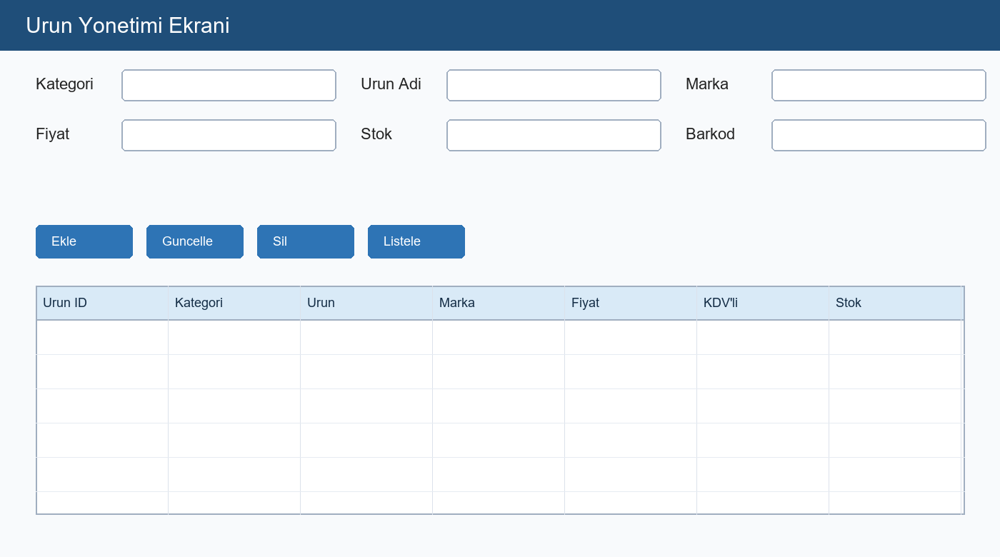 Urun Yonetimi Ekrani
Kategori Urun Adi Marka
Fiyat Stok Barkod
Ekle Guncelle Sil Listele
Urun ID Kategori Urun Marka Fiyat KDV'li Stok